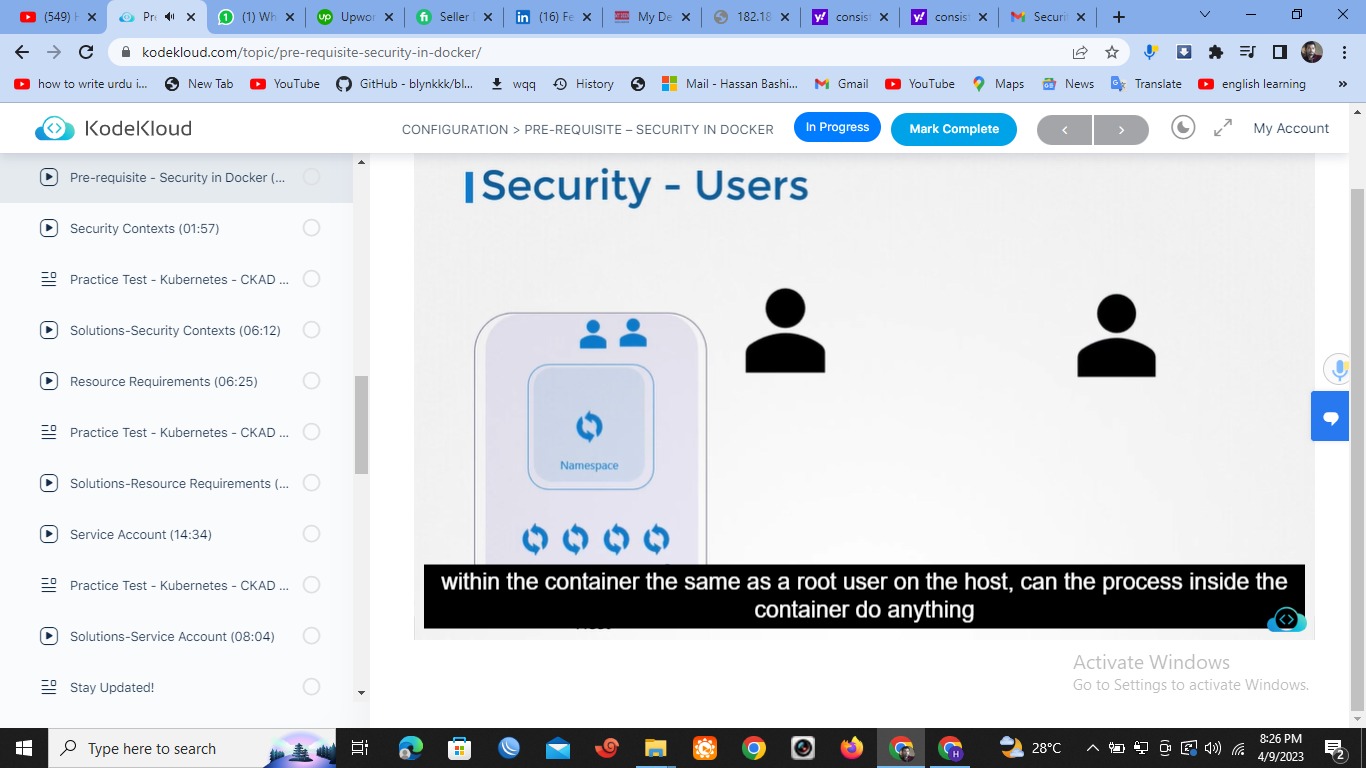 (549) H
Pre
(1) Wh
Upwor
Seller
(16) Fe
My De
182.18
consist
consist
Securit
kodekloud.com/topic/pre-requisite-security-in-docker/
how to write urdu i...
New Tab
YouTube
GitHub - blynkkk/bl...
wqq
History
Mail - Hassan Bashi...
Gmail
YouTube
Maps
News
Translate
english learning
»
KodeKloud
CONFIGURATION > PRE-REQUISITE – SECURITY IN DOCKER
In Progress
Mark Complete
My Account
Pre-requisite - Security in Docker (...
Security Contexts (01:57)
Practice Test - Kubernetes - CKAD ...
Solutions-Security Contexts (06:12)
Resource Requirements (06:25)
Practice Test - Kubernetes - CKAD ...
Solutions-Resource Requirements (...
Service Account (14:34)
Practice Test - Kubernetes - CKAD ...
Solutions-Service Account (08:04)
Stay Updated!
Security - Users
Namespace
within the container the same as a root user on the host, can the process inside the
container do anything
Activate Windows
Go to Settings to activate Windows.
Type here to search
28°C
8:26 PM
4/9/2023
2